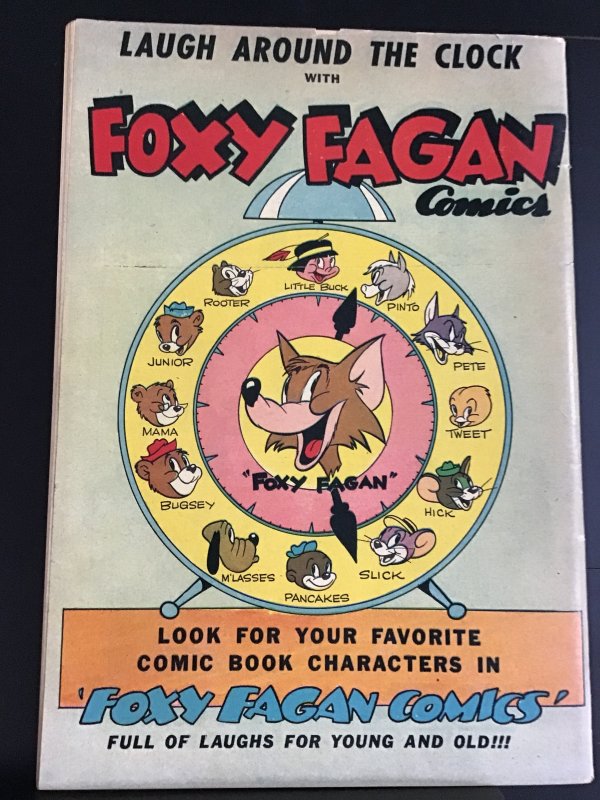 LAUGH AROUND THE CLOCK
WITH
FOXY FAGAN
Comics
LITTLE BUCK
PINTO
PETE
TWEET
HICK
SLICK
PANCAKES
M'LASSES
BUGSEY
MAMA
JUNIOR
ROOTER
"FOXY FAGAN"
LOOK FOR YOUR FAVORITE
COMIC BOOK CHARACTERS IN
'FOXY FAGAN COMICS'
FULL OF LAUGHS FOR YOUNG AND OLD!!!